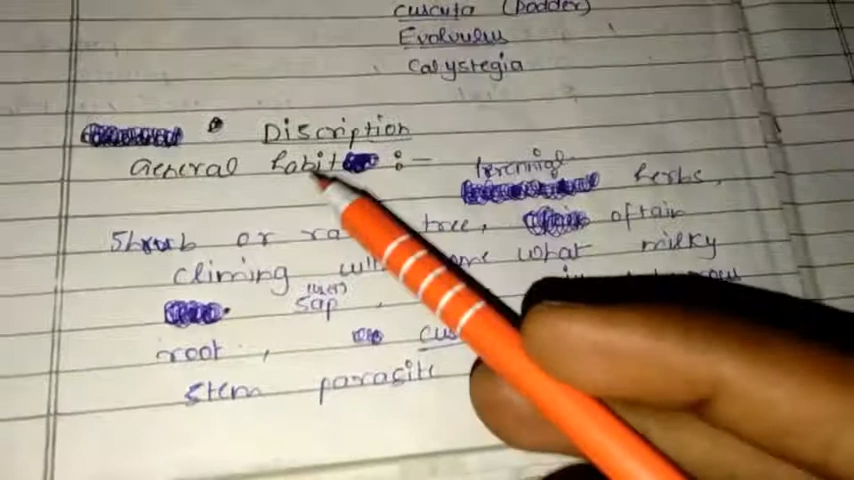 Cuscuta (Dodder)
Evolvulus
Calystegia
Discription
General habit :- Perennial herbs,
Shrub or tree, oftain
climing what milky
sap
root ,
stem parasite